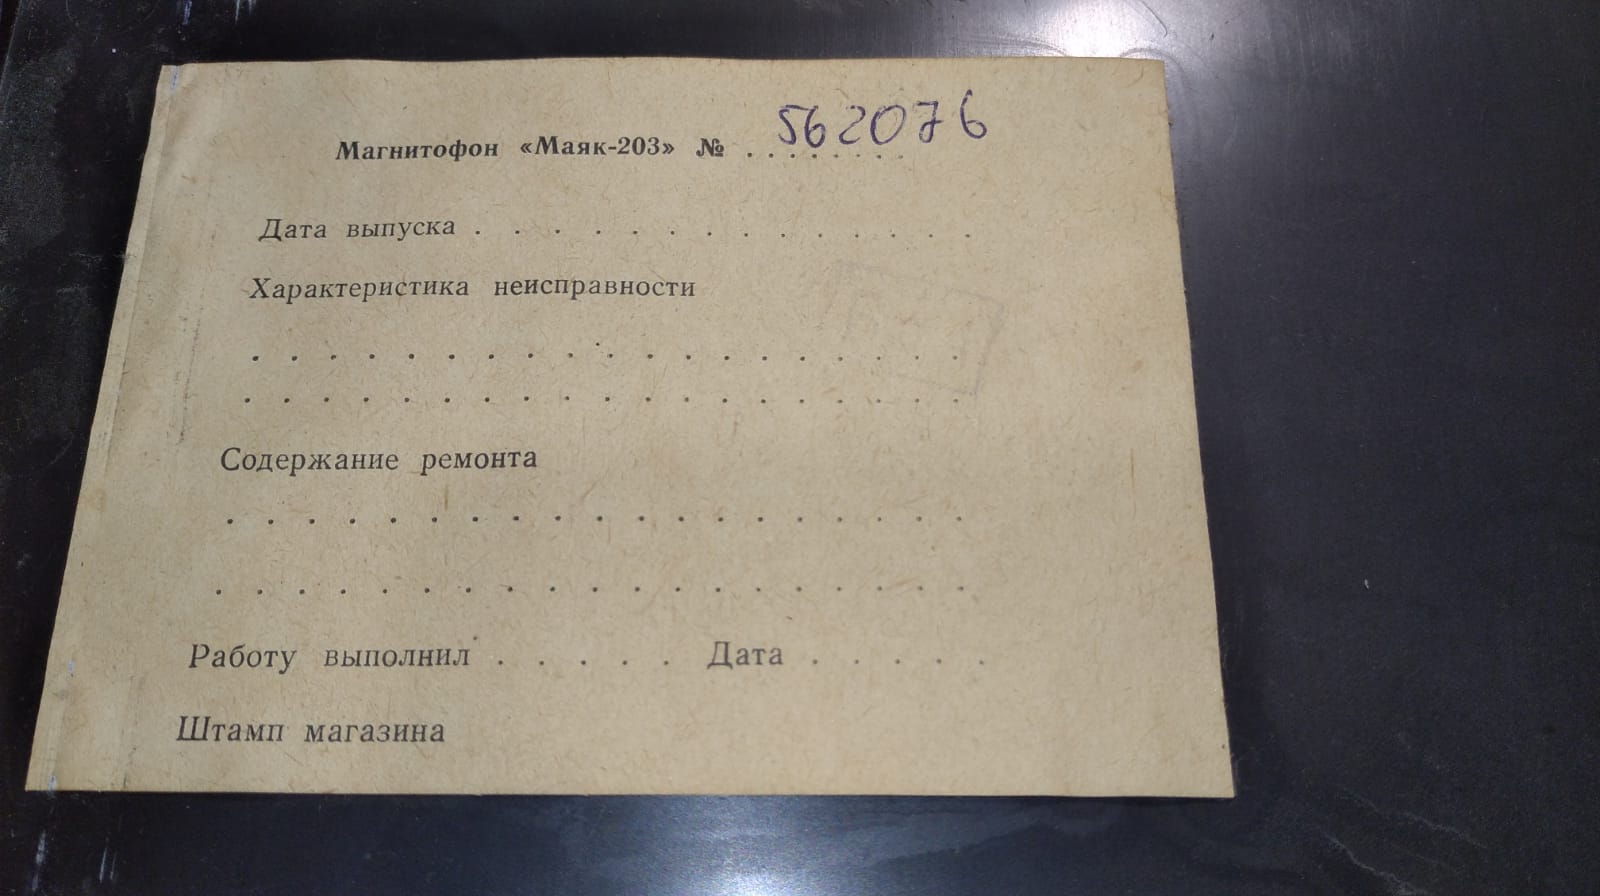 Магнитофон «Маяк-203» № . . . . . . . . 562076
Дата выпуска . . . . . . . . . . . . .
Характеристика неисправности
. . . . . . . . . . . . . . . . . . .
. . . . . . . . . . . . . . . . . . .
Содержание ремонта
. . . . . . . . . . . . . . . . . . .
. . . . . . . . . . . . . . . . . . .
Работу выполнил . . . . . Дата . . . . .
Штамп магазина